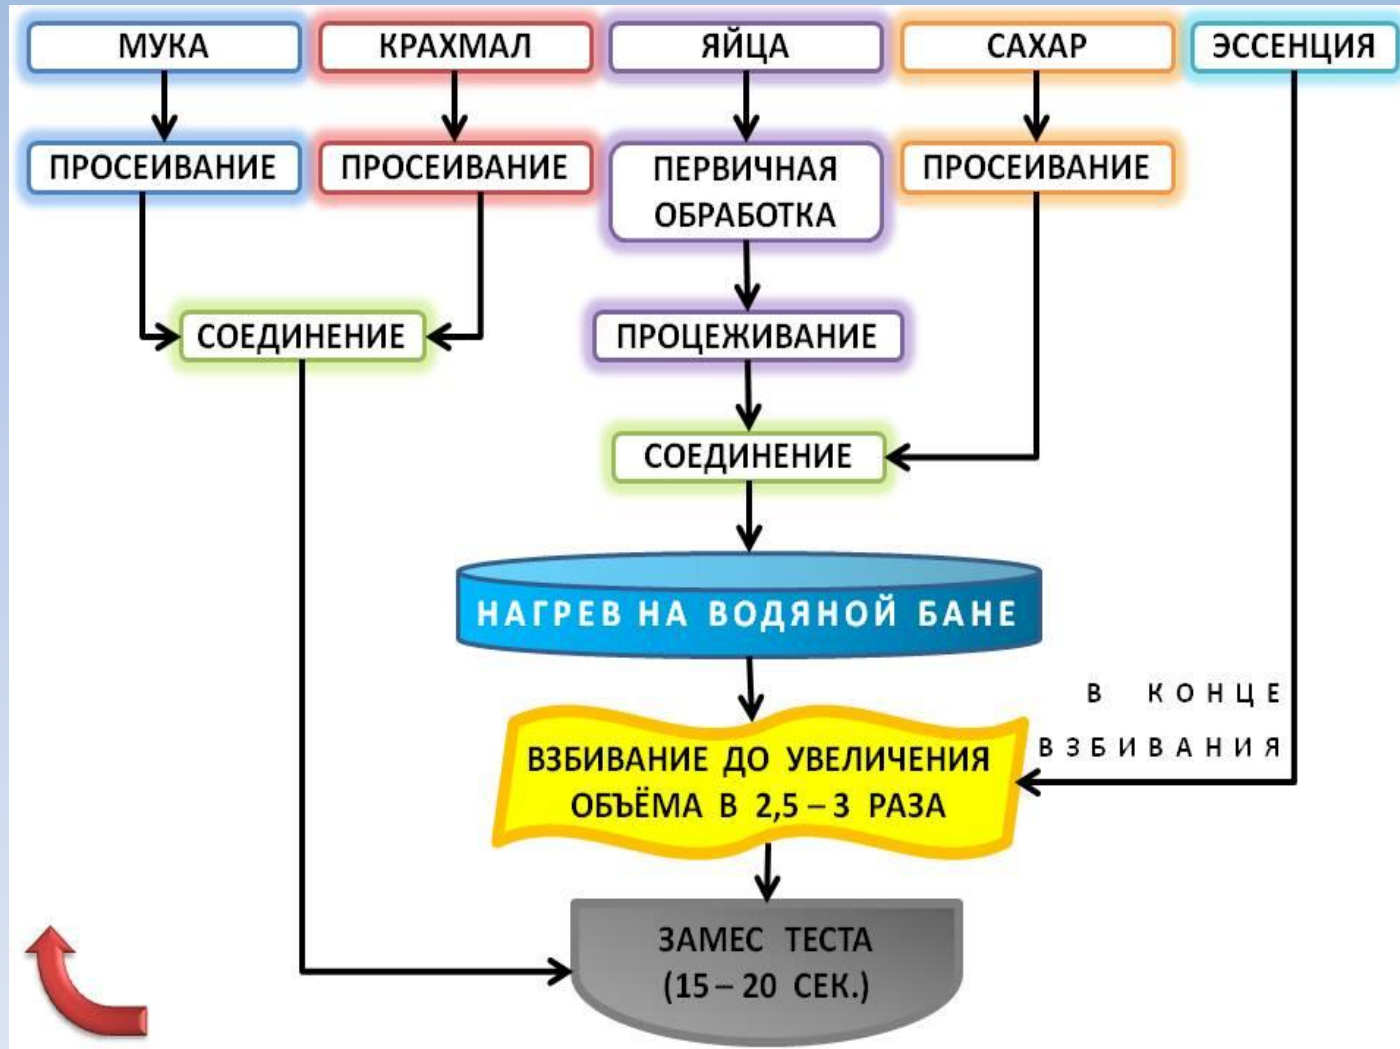 МУКА
КРАХМАЛ
ЯЙЦА
САХАР
ЭССЕНЦИЯ
ПРОСЕИВАНИЕ
ПРОСЕИВАНИЕ
ПЕРВИЧНАЯ
ОБРАБОТКА
ПРОСЕИВАНИЕ
СОЕДИНЕНИЕ
ПРОЦЕЖИВАНИЕ
СОЕДИНЕНИЕ
НАГРЕВ НА ВОДЯНОЙ БАНЕ
В КОНЦЕ
ВЗБИВАНИЯ
ВЗБИВАНИЕ ДО УВЕЛИЧЕНИЯ
ОБЪЁМА В 2,5 – 3 РАЗА
ЗАМЕС ТЕСТА
(15 – 20 СЕК.)